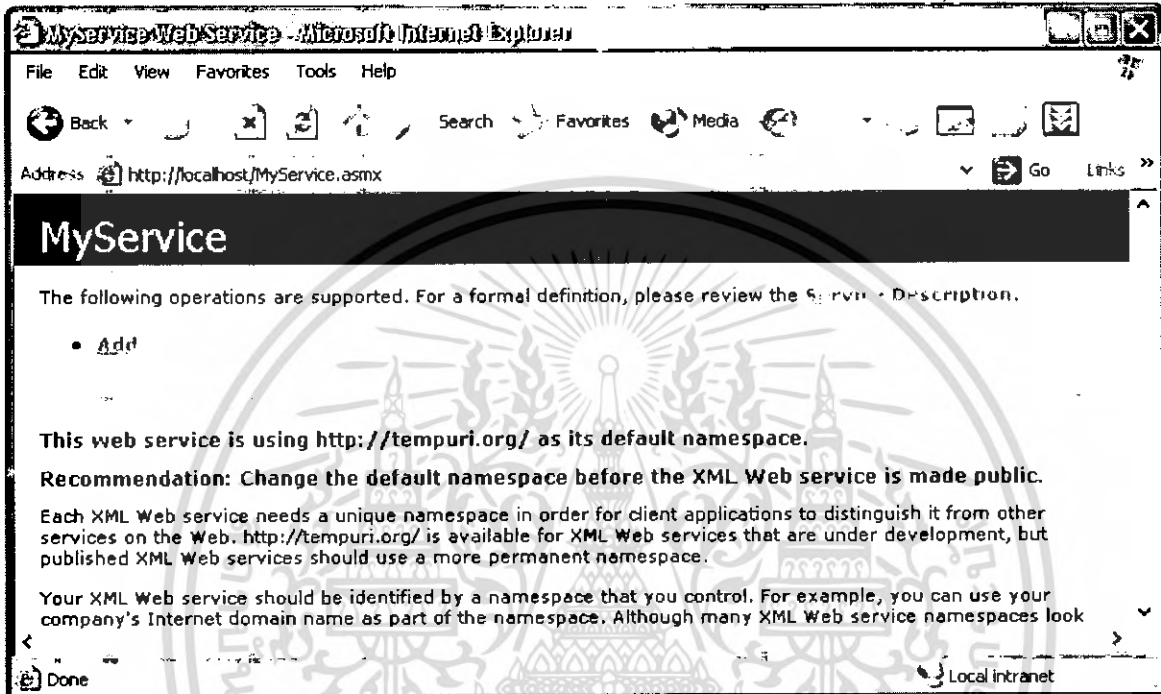 MyService Web Service - Microsoft Internet Explorer
File Edit View Favorites Tools Help
Back Search Favorites Media
Address http://localhost/MyService.asmx Go Links »
MyService
The following operations are supported. For a formal definition, please review the Service Description.
• Add
This web service is using http://tempuri.org/ as its default namespace.
Recommendation: Change the default namespace before the XML Web service is made public.
Each XML Web service needs a unique namespace in order for client applications to distinguish it from other
services on the Web. http://tempuri.org/ is available for XML Web services that are under development, but
published XML Web services should use a more permanent namespace.
Your XML Web service should be identified by a namespace that you control. For example, you can use your
company's Internet domain name as part of the namespace. Although many XML Web service namespaces look
Done Local intranet